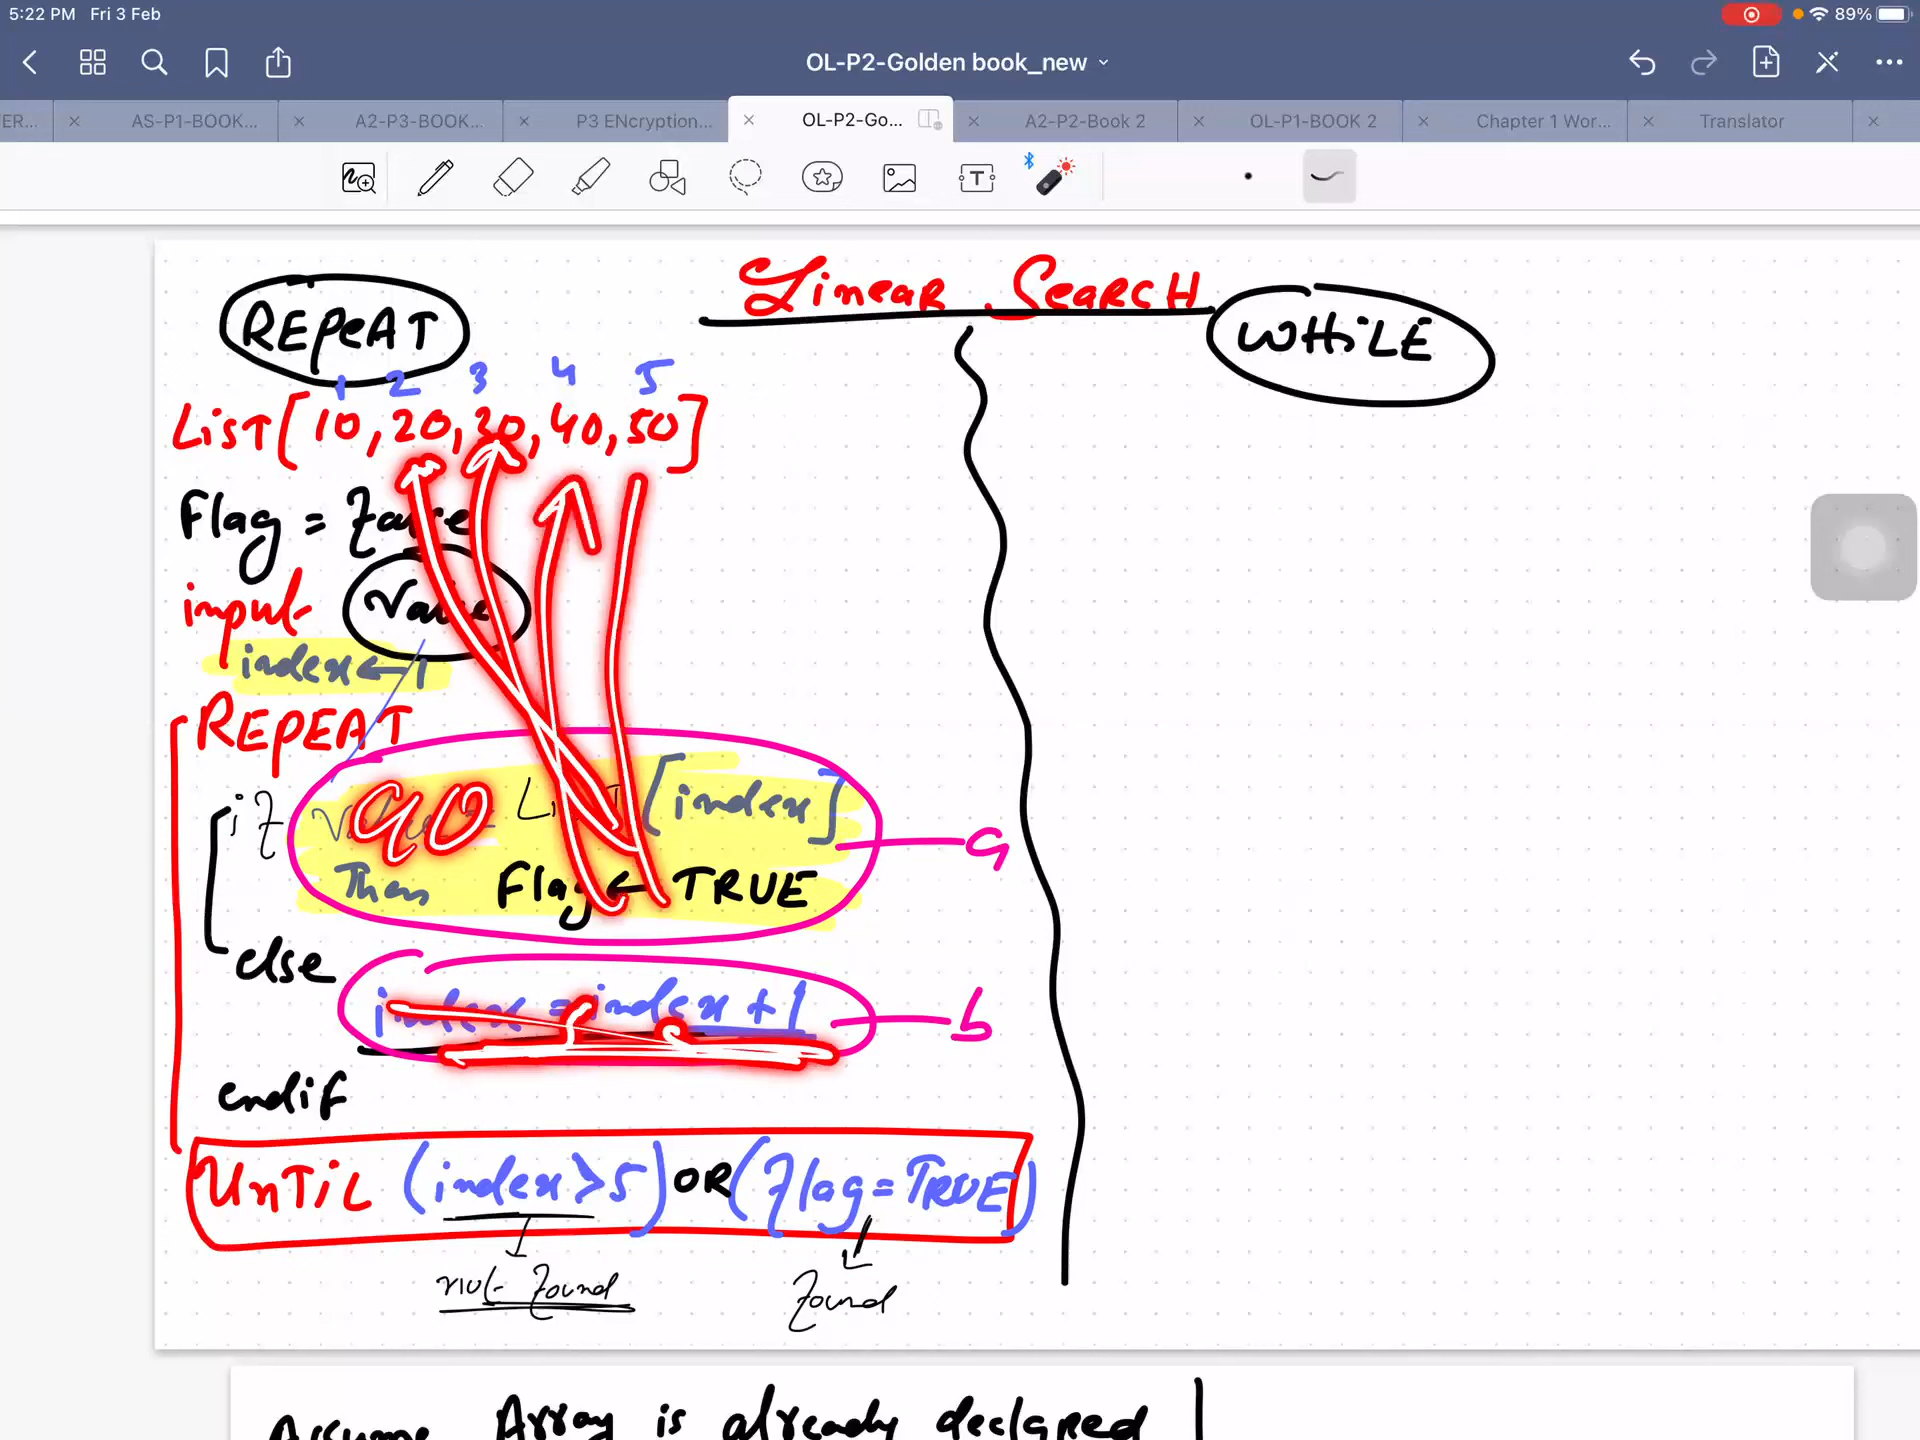 5:22 PM Fri 3 Feb
89%
OL-P2-Golden book_new
ER...
AS-P1-BOOK...
A2-P3-BOOK...
P3 ENcryption...
OL-P2-Go...
A2-P2-Book 2
OL-P1-BOOK 2
Chapter 1 Wor...
Translator
LineAR SeARCH
REPeAT
WHiLE
1 2 3 4 5
LisT[10,20,30,40,50]
Flag = False
input Value
index←1
REPEAT
if 90 LisT [index]
Then Flag ← TRUE
a
else
index = index + 1
b
endif
UnTiL (index>5) OR (Flag=TRUE)
not found
found
Assume Array is already declared